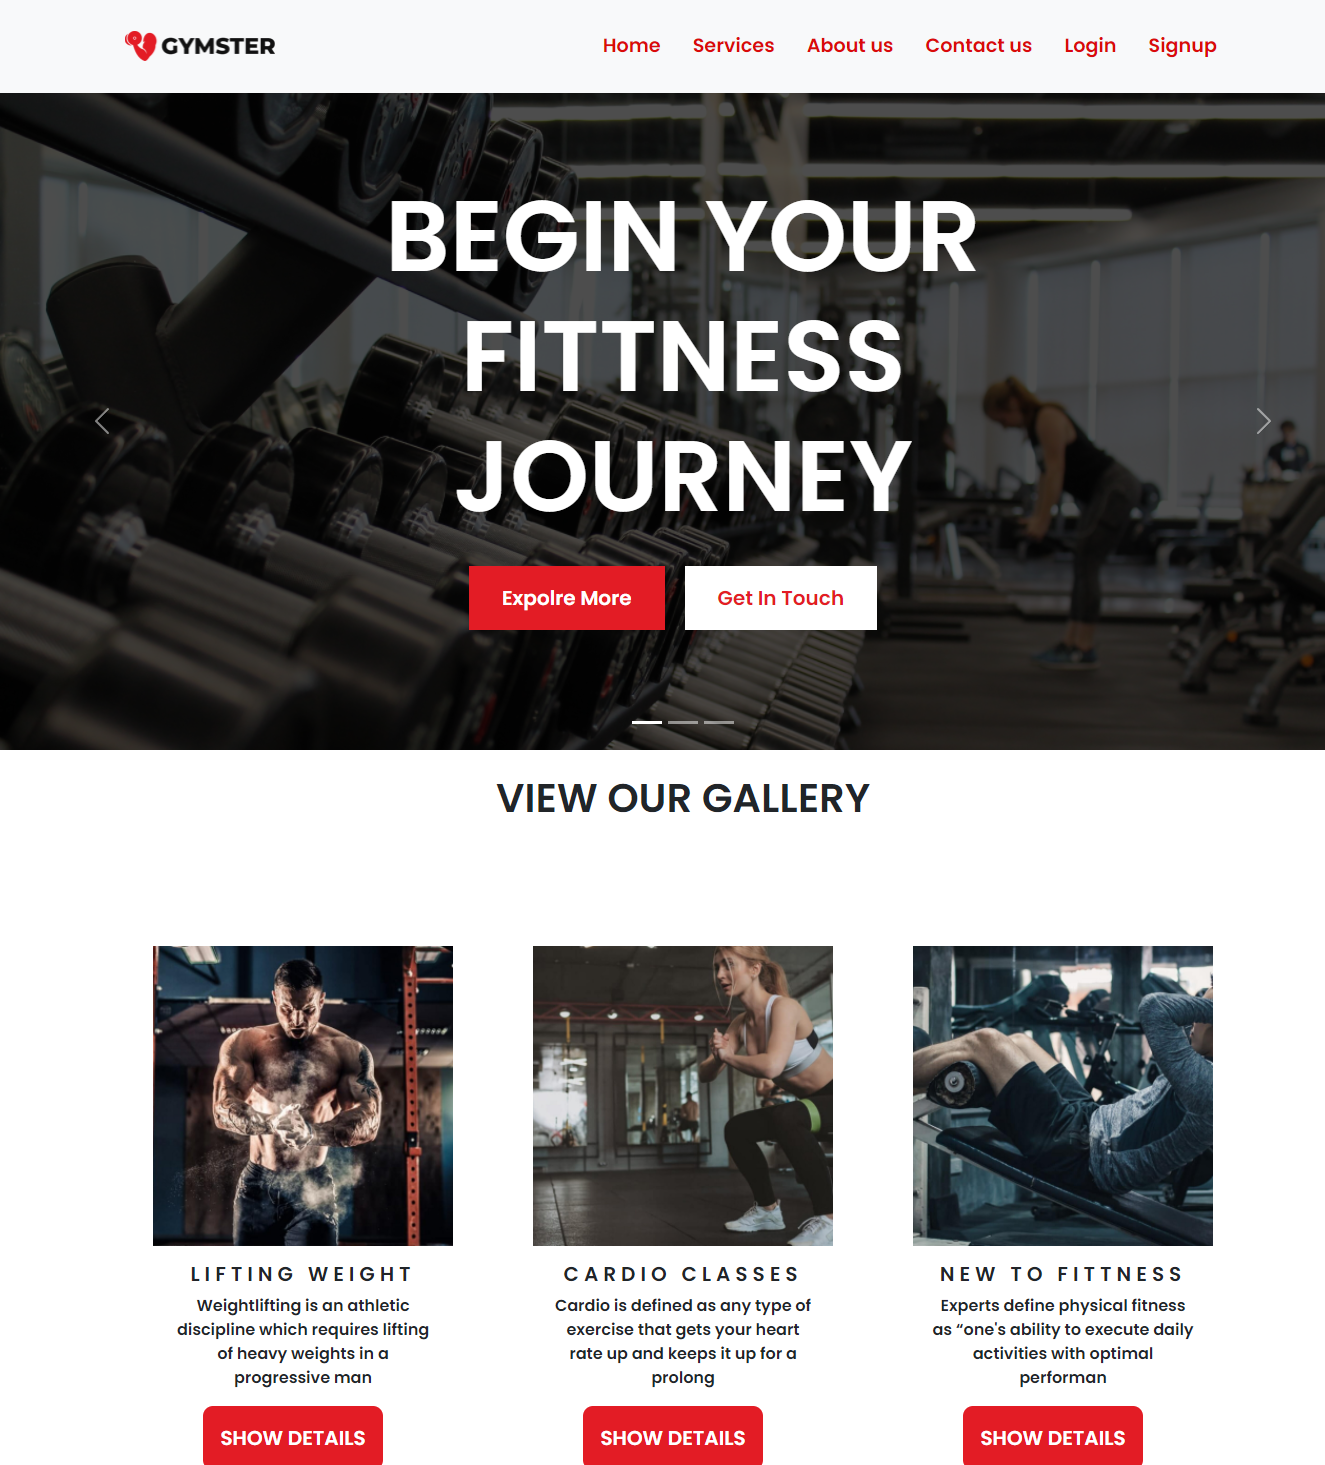 GYMSTER
Home Services About us Contact us Login Signup
BEGIN YOUR
FITTNESS
JOURNEY
Expolre More Get In Touch
VIEW OUR GALLERY
LIFTING WEIGHT
Weightlifting is an athletic
discipline which requires lifting
of heavy weights in a
progressive man
SHOW DETAILS
CARDIO CLASSES
Cardio is defined as any type of
exercise that gets your heart
rate up and keeps it up for a
prolong
SHOW DETAILS
NEW TO FITTNESS
Experts define physical fitness
as “one's ability to execute daily
activities with optimal
performan
SHOW DETAILS